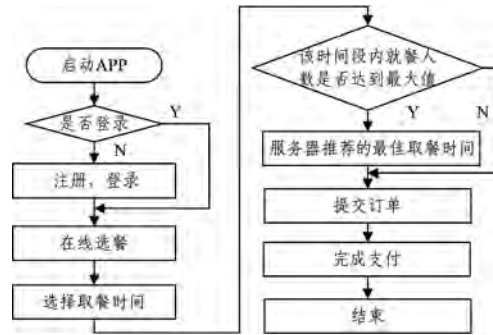 启动APP
是否登录
Y
N
注册，登录
在线选餐
选择取餐时间
该时间段内就餐人
数是否达到最大值
Y
N
服务器推荐的最佳取餐时间
提交订单
完成支付
结束